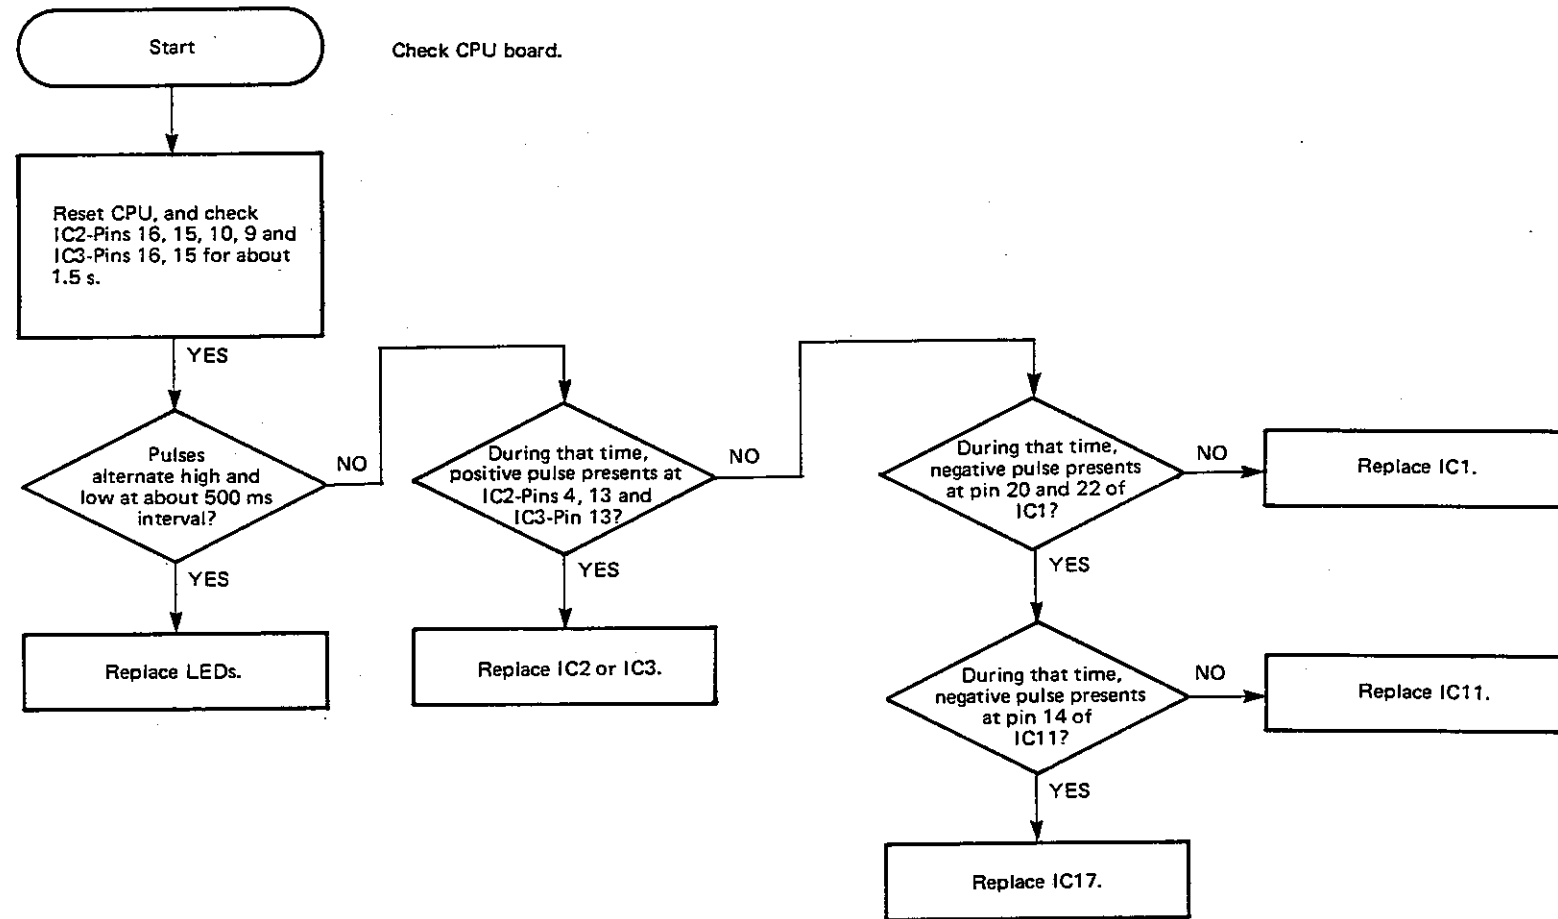 Start
Check CPU board.
Reset CPU, and check
IC2-Pins 16, 15, 10, 9 and
IC3-Pins 16, 15 for about
1.5 s.
YES
Pulses
alternate high and
low at about 500 ms
interval?
NO
YES
Replace LEDs.
During that time,
positive pulse presents at
IC2-Pins 4, 13 and
IC3-Pin 13?
NO
YES
Replace IC2 or IC3.
During that time,
negative pulse presents
at pin 20 and 22 of
IC1?
NO
Replace IC1.
YES
During that time,
negative pulse presents
at pin 14 of
IC11?
NO
Replace IC11.
YES
Replace IC17.